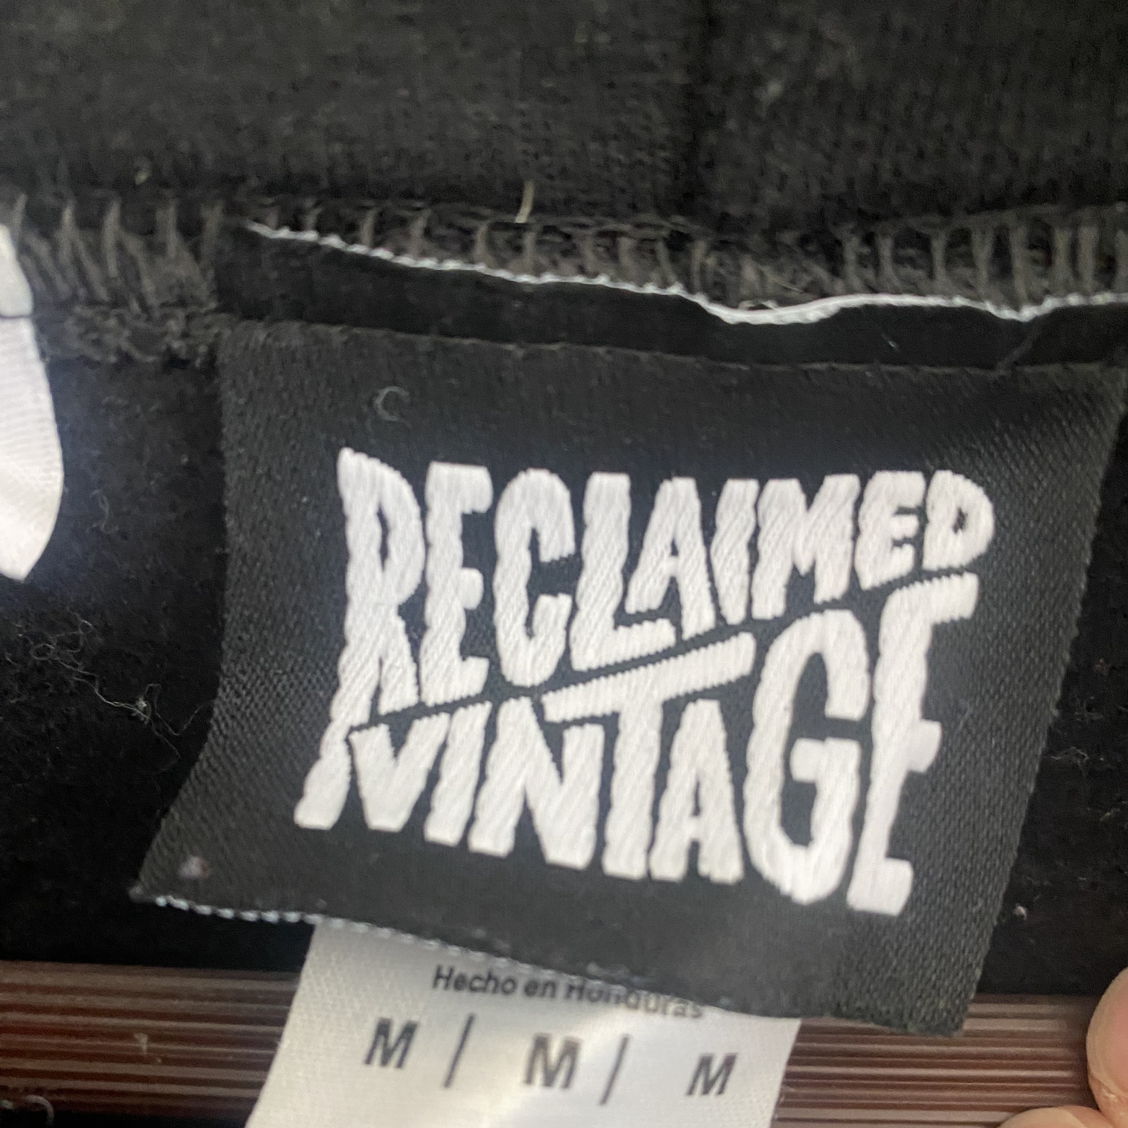 RECLAIMED
VINTAGE
Hecho en Honduras
M / M / M